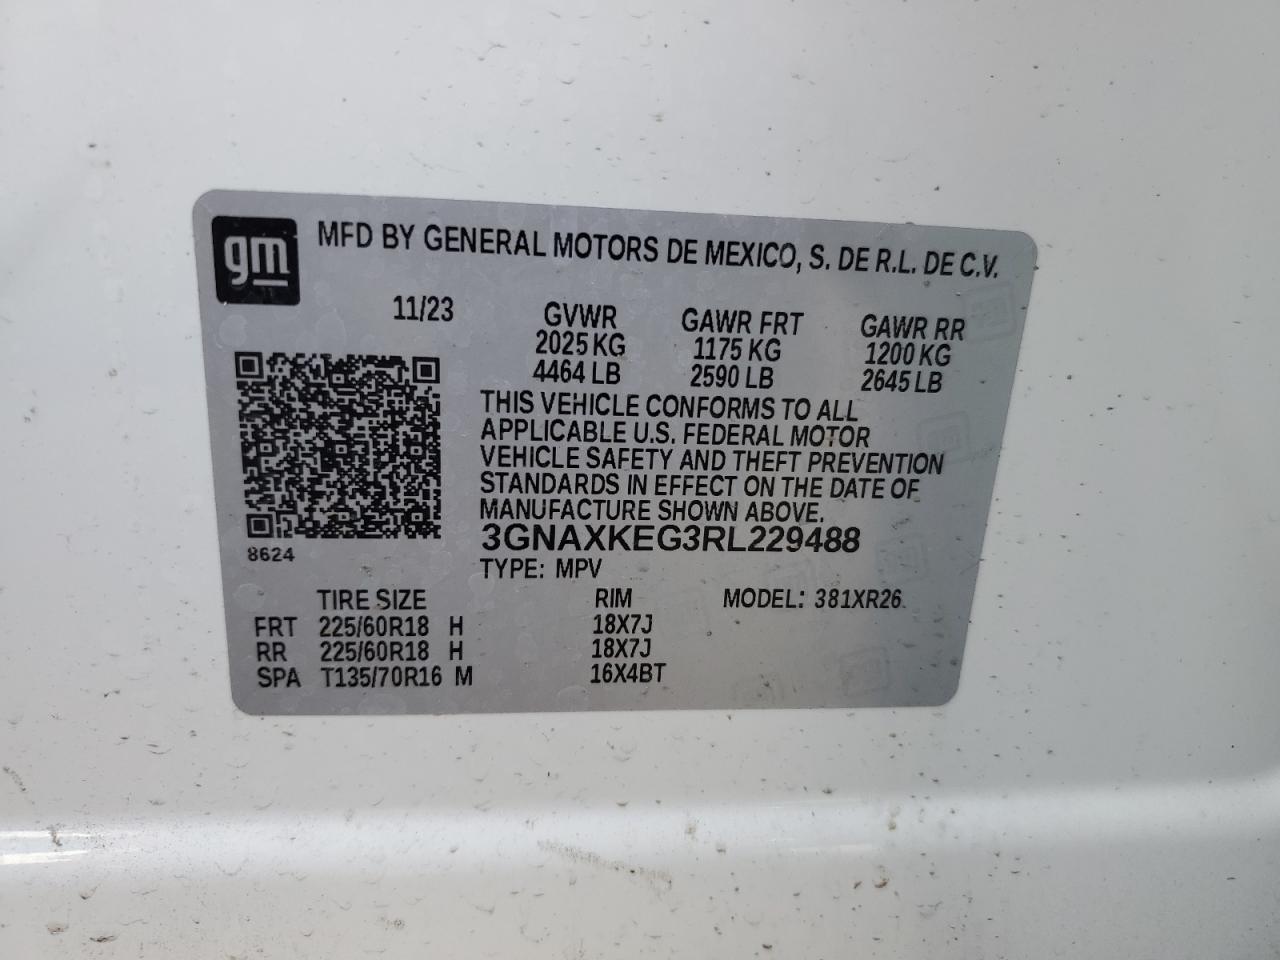 gm
MFD BY GENERAL MOTORS DE MEXICO, S. DE R.L. DE C.V.
11/23 GVWR GAWR FRT GAWR RR
2025 KG 1175 KG 1200 KG
4464 LB 2590 LB 2645 LB
THIS VEHICLE CONFORMS TO ALL
APPLICABLE U.S. FEDERAL MOTOR
VEHICLE SAFETY AND THEFT PREVENTION
STANDARDS IN EFFECT ON THE DATE OF
MANUFACTURE SHOWN ABOVE.
3GNAXKEG3RL229488
8624
TYPE: MPV
TIRE SIZE RIM MODEL: 381XR26
FRT 225/60R18 H 18X7J
RR 225/60R18 H 18X7J
SPA T135/70R16 M 16X4BT